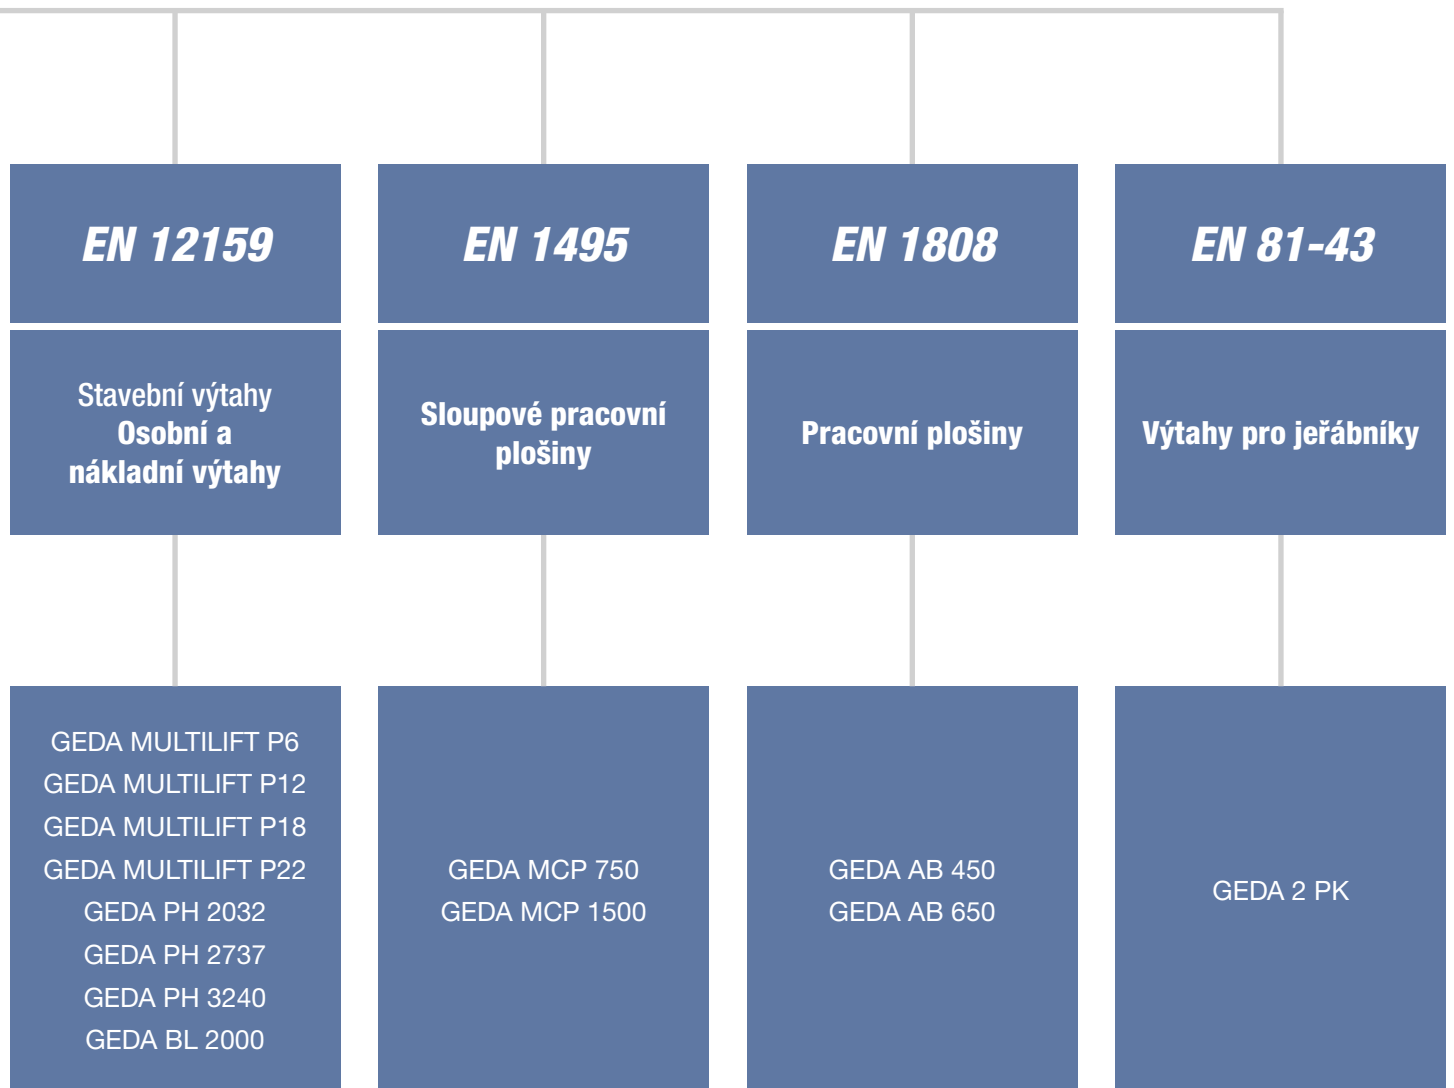 EN 12159
Stavební výtahy
Osobní a
nákladní výtahy
GEDA MULTILIFT P6
GEDA MULTILIFT P12
GEDA MULTILIFT P18
GEDA MULTILIFT P22
GEDA PH 2032
GEDA PH 2737
GEDA PH 3240
GEDA BL 2000
EN 1495
Sloupové pracovní
plošiny
GEDA MCP 750
GEDA MCP 1500
EN 1808
Pracovní plošiny
GEDA AB 450
GEDA AB 650
EN 81-43
Výtahy pro jeřábníky
GEDA 2 PK